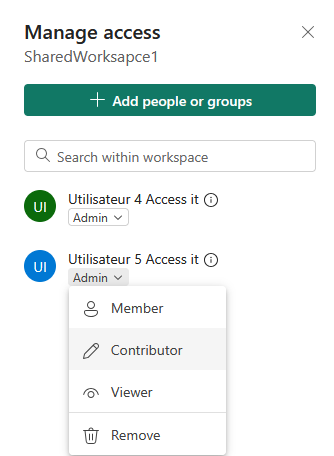 Manage access
SharedWorksapce1
Add people or groups
Search within workspace
UI
Utilisateur 4 Access it
Admin
UI
Utilisateur 5 Access it
Admin
Member
Contributor
Viewer
Remove